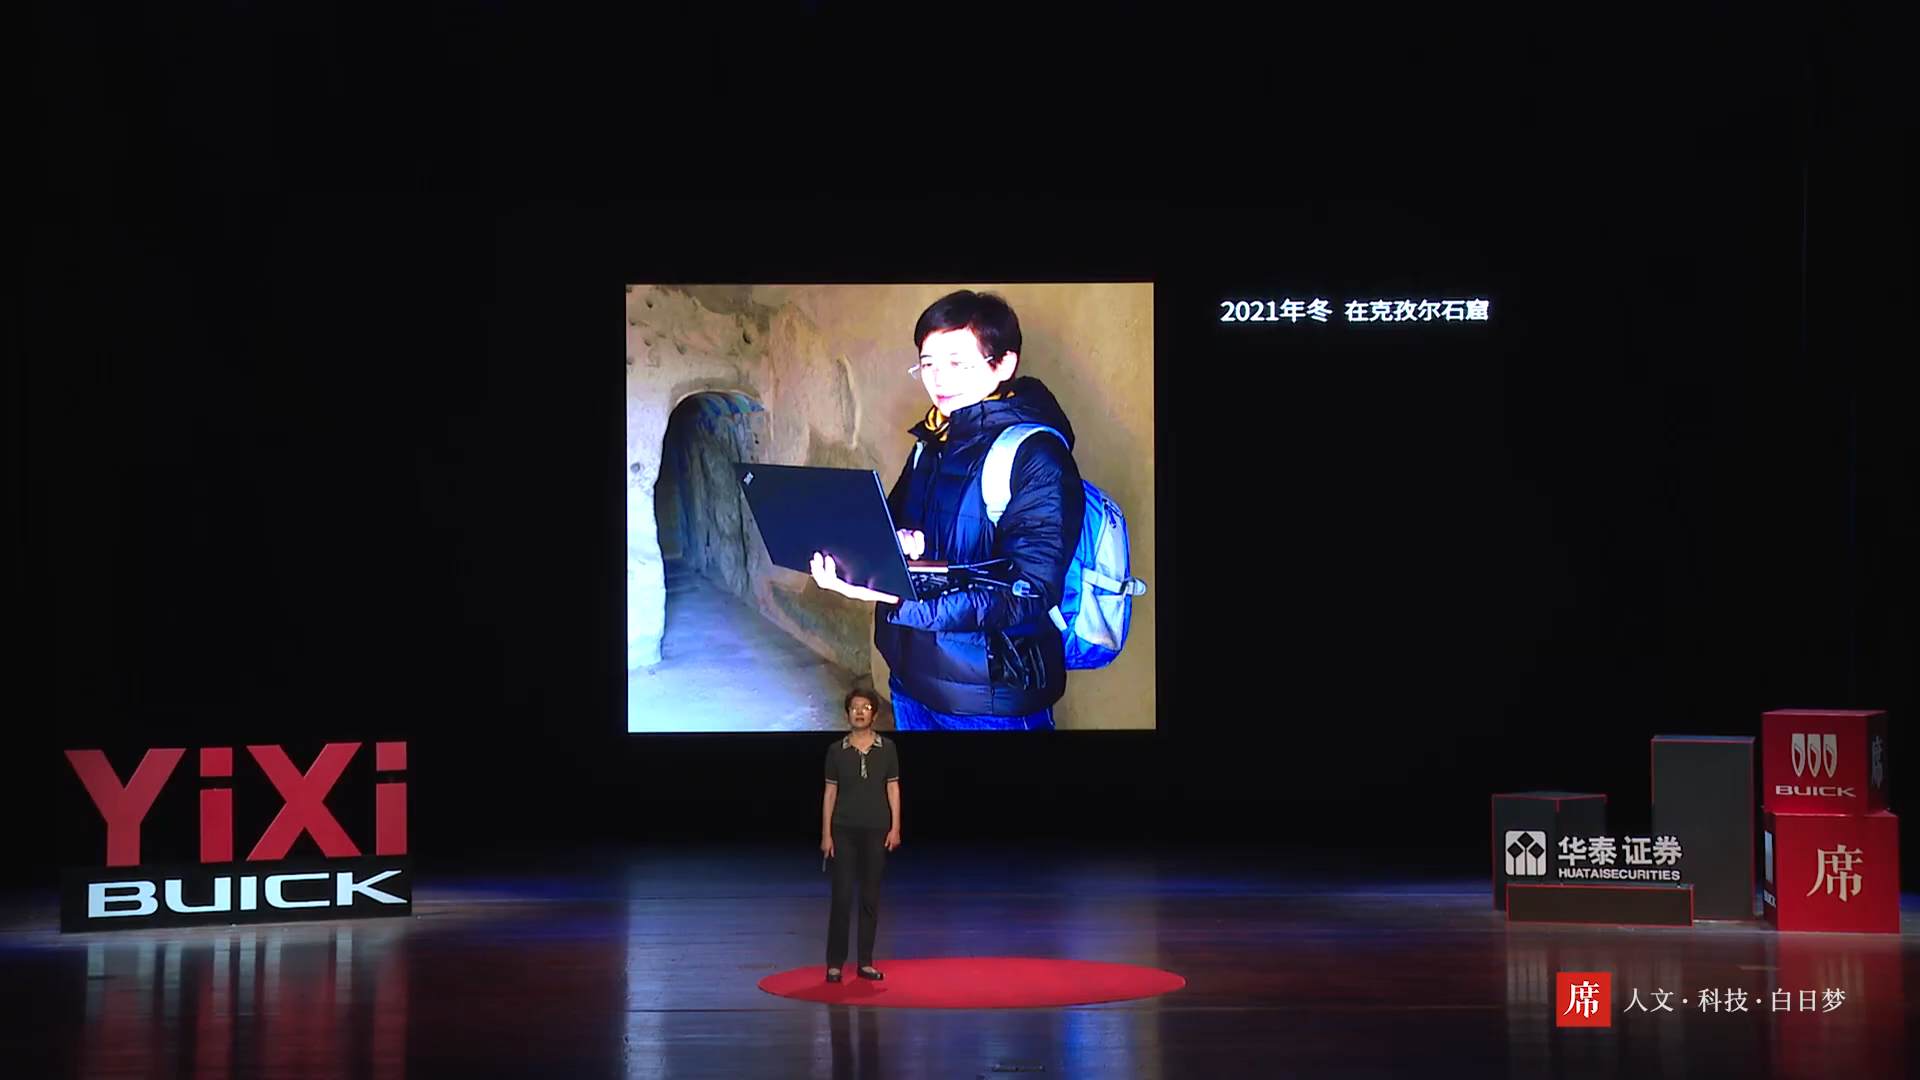 2021年冬 在克孜尔石窟
YiXi
BUICK
华泰证券
HUATAISECURITIES
BUICK
席
席
人文·科技·白日梦